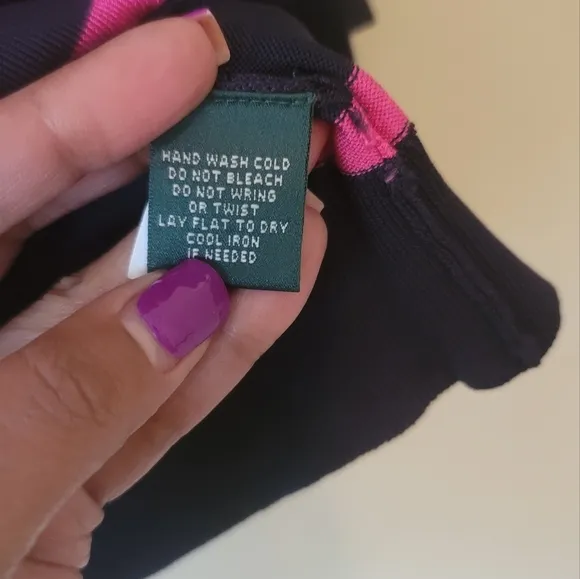 HAND WASH COLD
DO NOT BLEACH
DO NOT WRING
OR TWIST
LAY FLAT TO DRY
COOL IRON
IF NEEDED